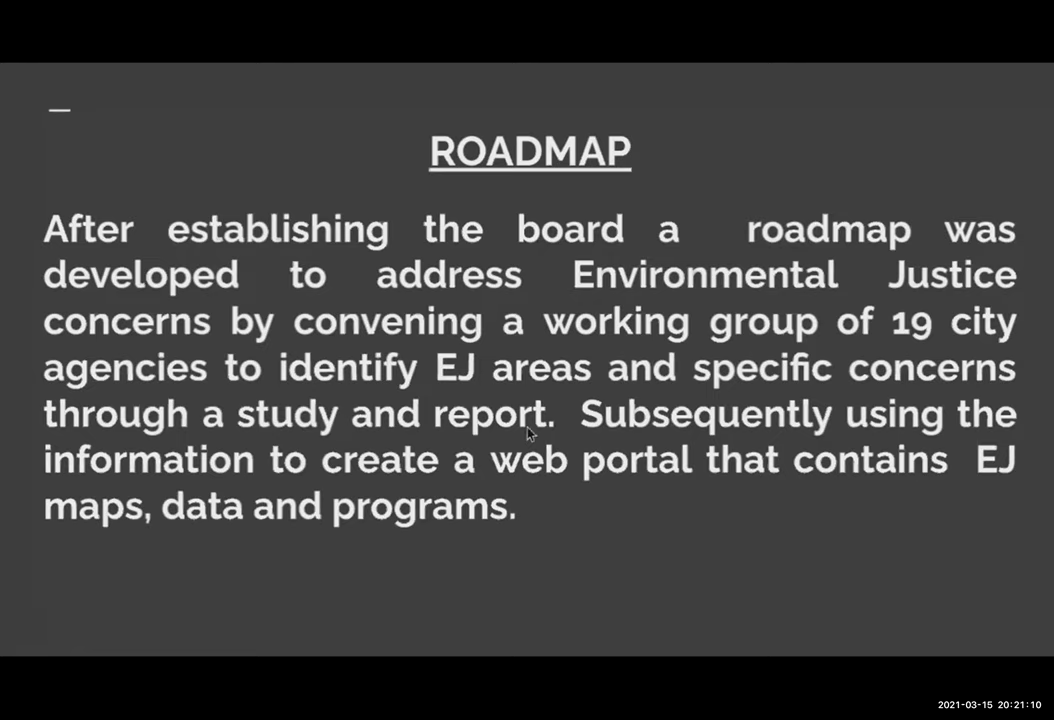 ROADMAP
After establishing the board a roadmap was
developed to address Environmental Justice
concerns by convening a working group of 19 city
agencies to identify EJ areas and specific concerns
through a study and report. Subsequently using the
information to create a web portal that contains EJ
maps, data and programs.
2021-03-15 20:21:10